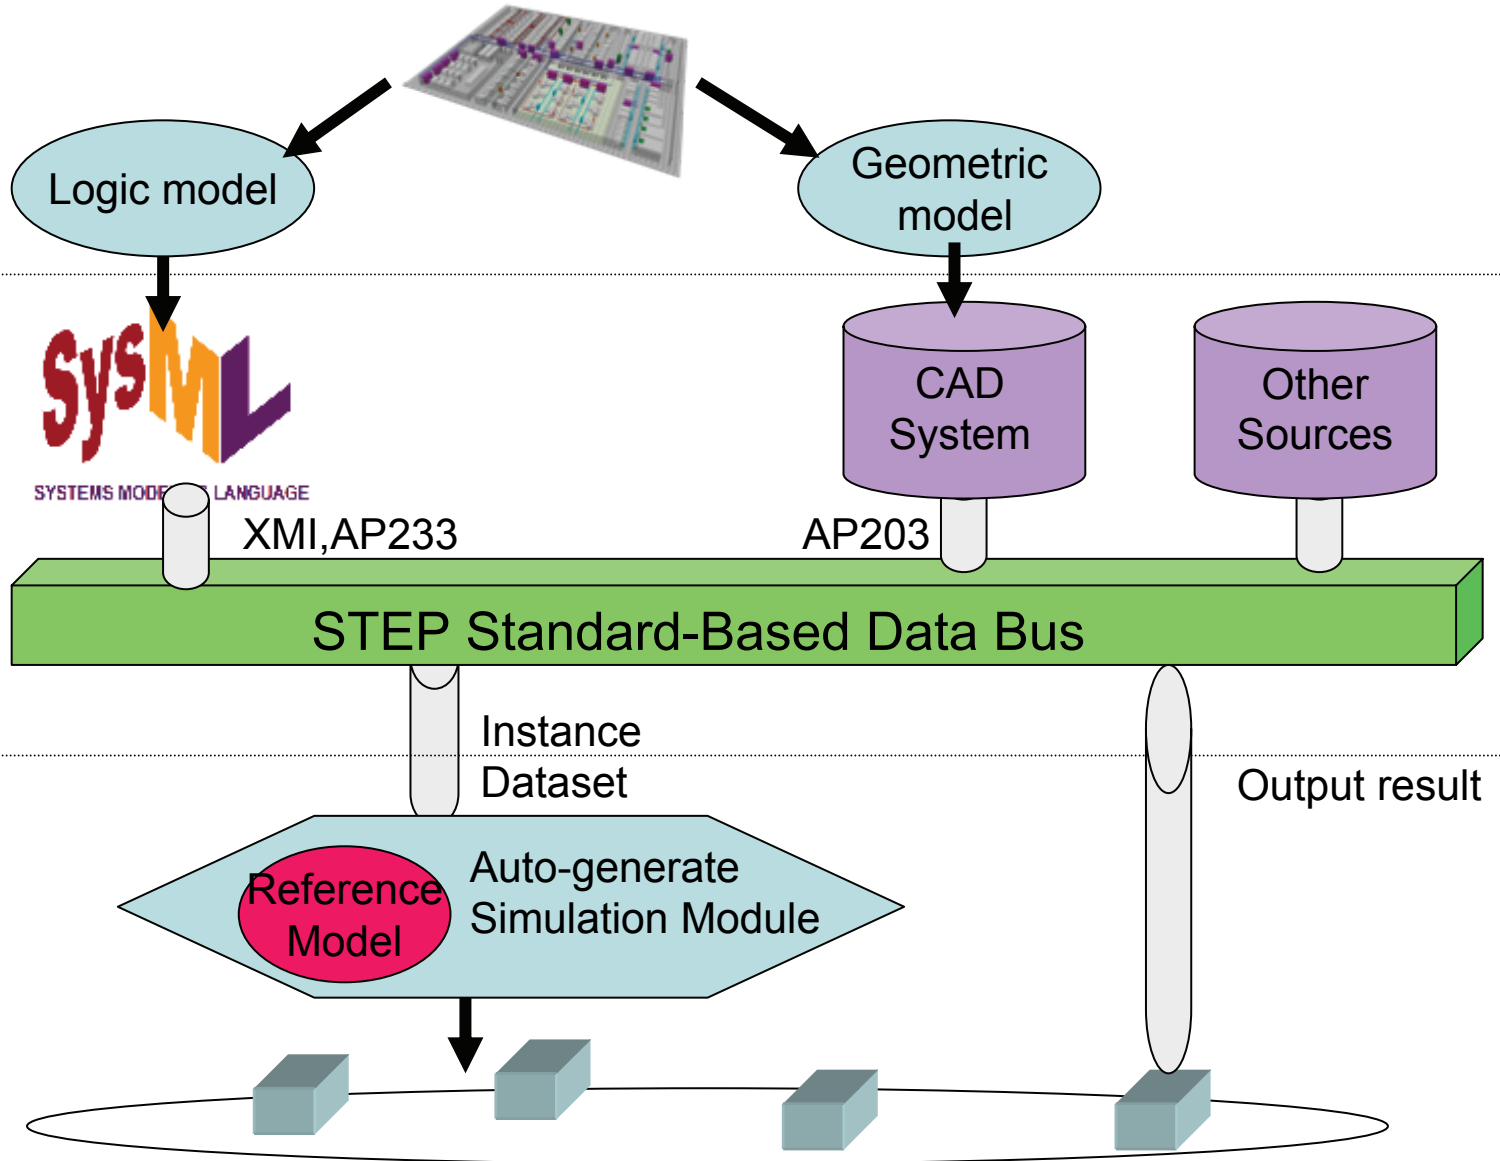 Logic model
Geometric
model
SysML
SYSTEMS MODE LANGUAGE
CAD
System
Other
Sources
XMI,AP233
AP203
STEP Standard-Based Data Bus
Instance
Dataset
Output result
Reference
Model
Auto-generate
Simulation Module